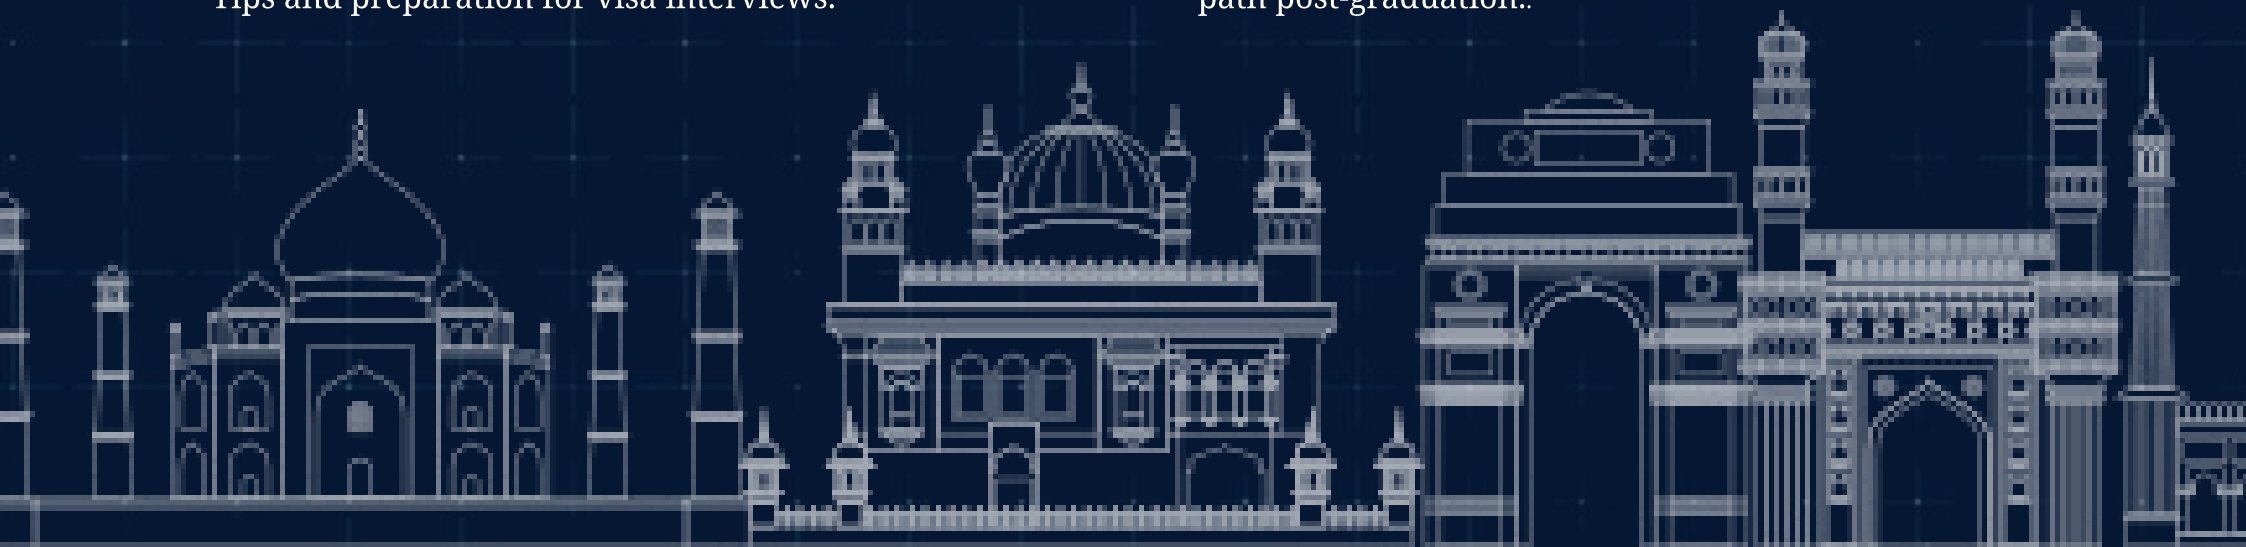 Tips and preparation for visa interviews.
path post-graduation..